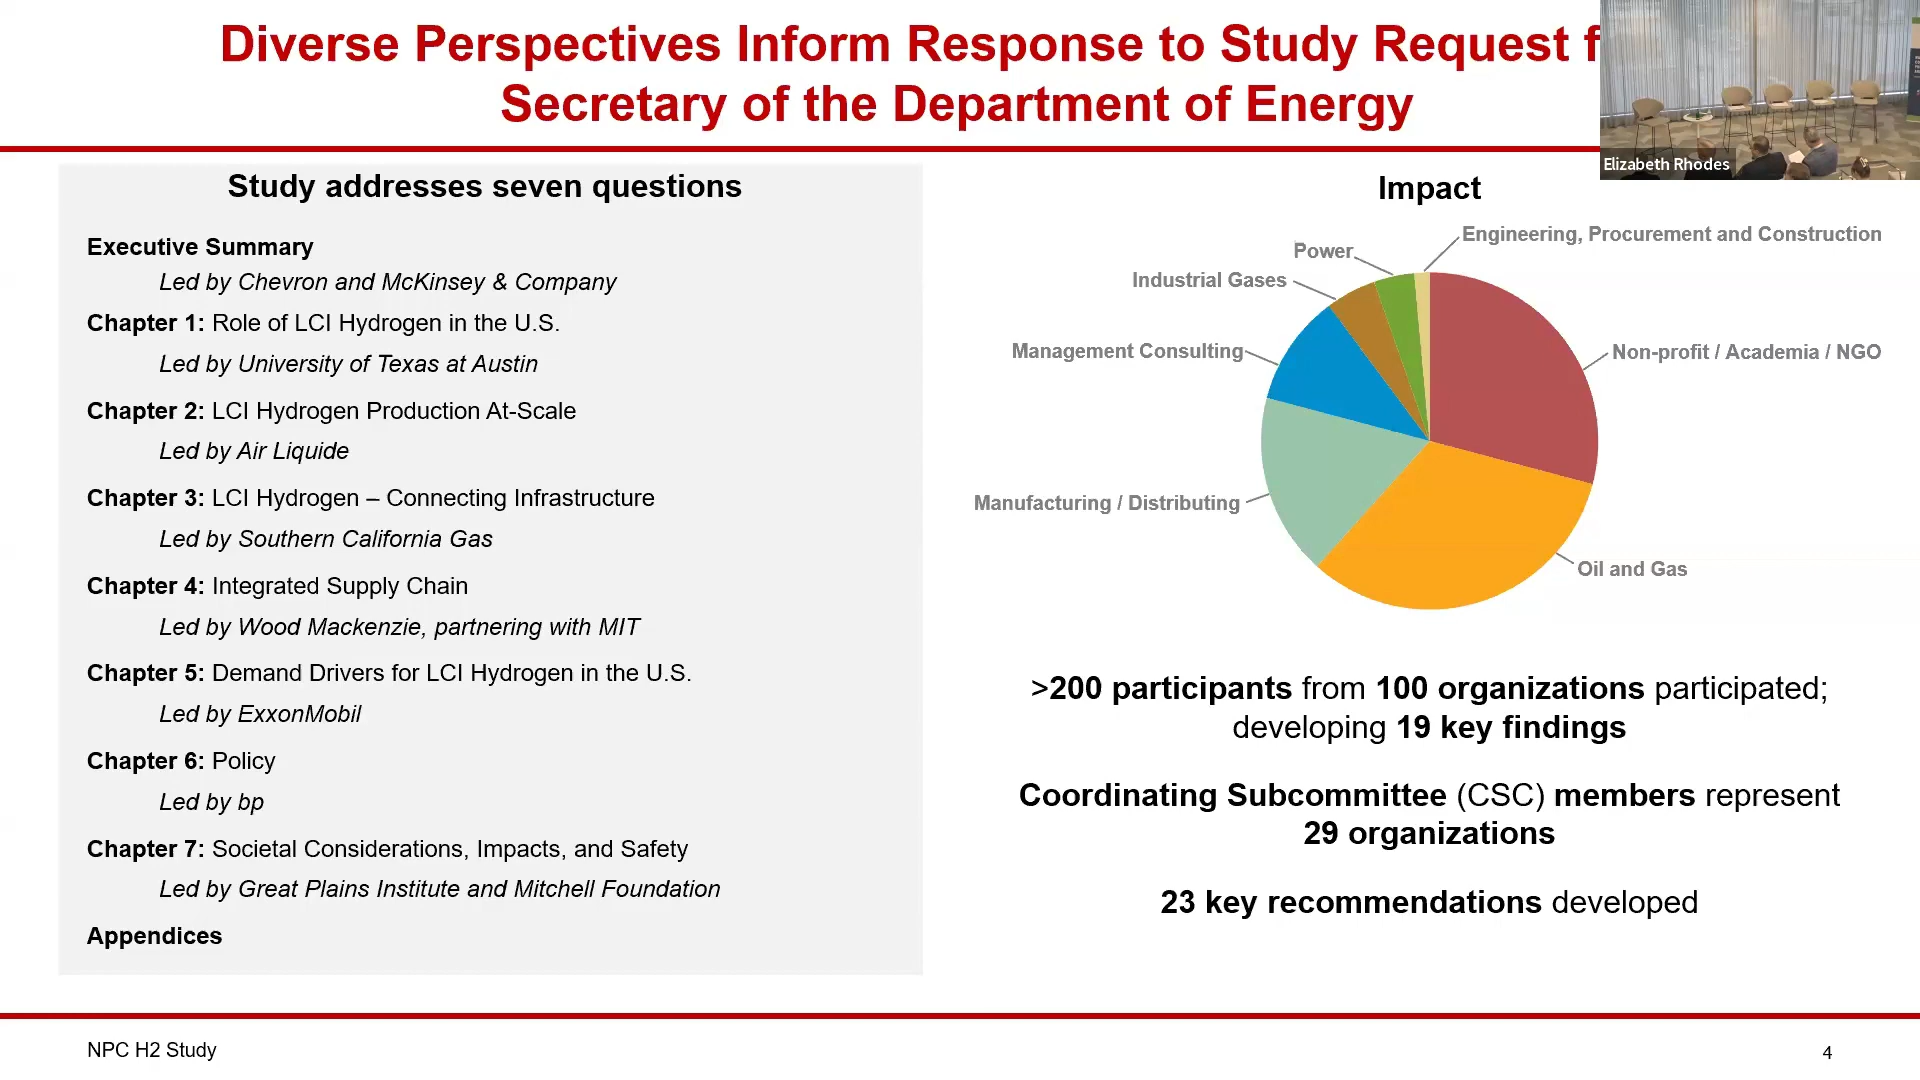 Diverse Perspectives Inform Response to Study Request f
Secretary of the Department of Energy
Elizabeth Rhodes
Study addresses seven questions
Executive Summary
Led by Chevron and McKinsey & Company
Chapter 1: Role of LCI Hydrogen in the U.S.
Led by University of Texas at Austin
Chapter 2: LCI Hydrogen Production At-Scale
Led by Air Liquide
Chapter 3: LCI Hydrogen – Connecting Infrastructure
Led by Southern California Gas
Chapter 4: Integrated Supply Chain
Led by Wood Mackenzie, partnering with MIT
Chapter 5: Demand Drivers for LCI Hydrogen in the U.S.
Led by ExxonMobil
Chapter 6: Policy
Led by bp
Chapter 7: Societal Considerations, Impacts, and Safety
Led by Great Plains Institute and Mitchell Foundation
Appendices
Impact
Engineering, Procurement and Construction
Power
Industrial Gases
Management Consulting
Non-profit / Academia / NGO
Manufacturing / Distributing
Oil and Gas
>200 participants from 100 organizations participated;
developing 19 key findings
Coordinating Subcommittee (CSC) members represent
29 organizations
23 key recommendations developed
NPC H2 Study
4